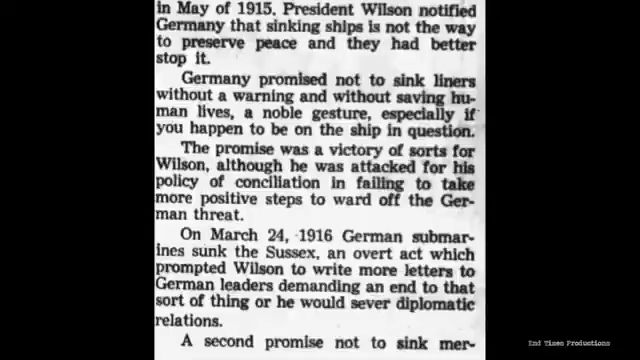 in May of 1915, President Wilson notified
Germany that sinking ships is not the way
to preserve peace and they had better
stop it.
Germany promised not to sink liners
without a warning and without saving hu-
man lives, a noble gesture, especially if
you happen to be on the ship in question.
The promise was a victory of sorts for
Wilson, although he was attacked for his
policy of conciliation in failing to take
more positive steps to ward off the Ger-
man threat.
On March 24, 1916 German submar-
ines sunk the Sussex, an overt act which
prompted Wilson to write more letters to
German leaders demanding an end to that
sort of thing or he would sever diplomatic
relations.
A second promise not to sink mer-
End Times Productions